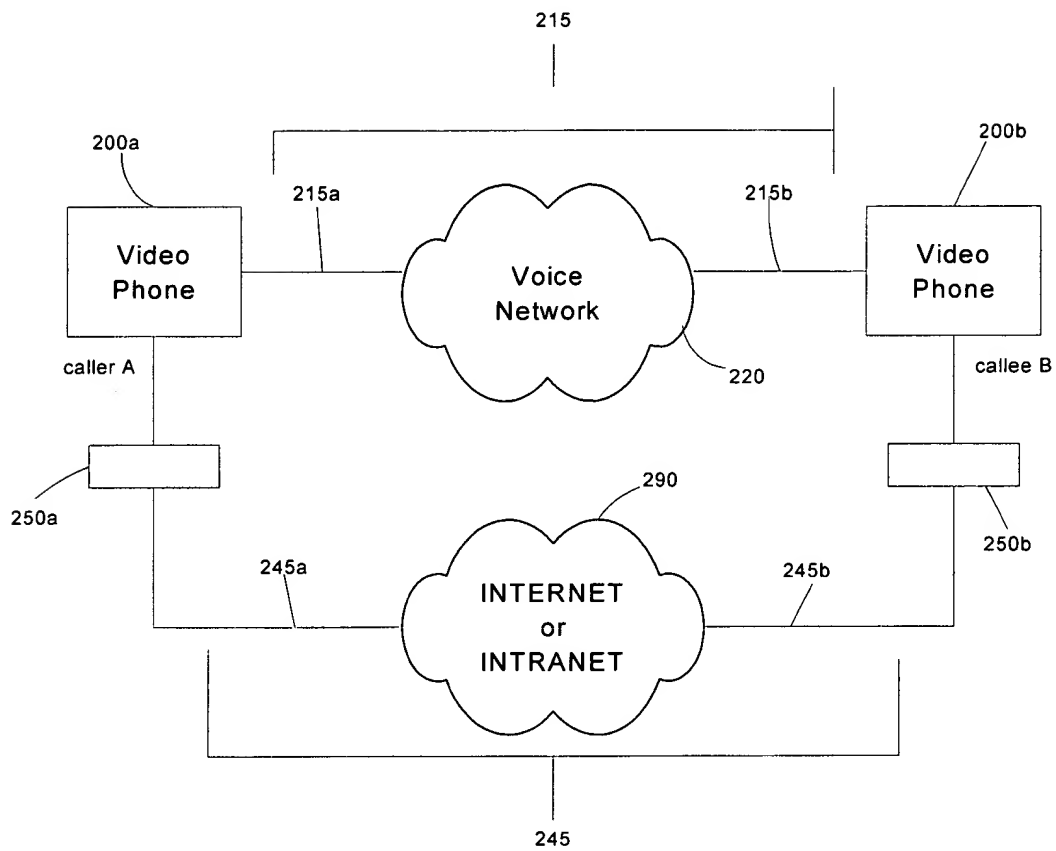 215
200a
200b
215a
215b
Video
Phone
Voice
Network
Video
Phone
caller A
220
callee B
290
250a
250b
245a
245b
INTERNET
or
INTRANET
245